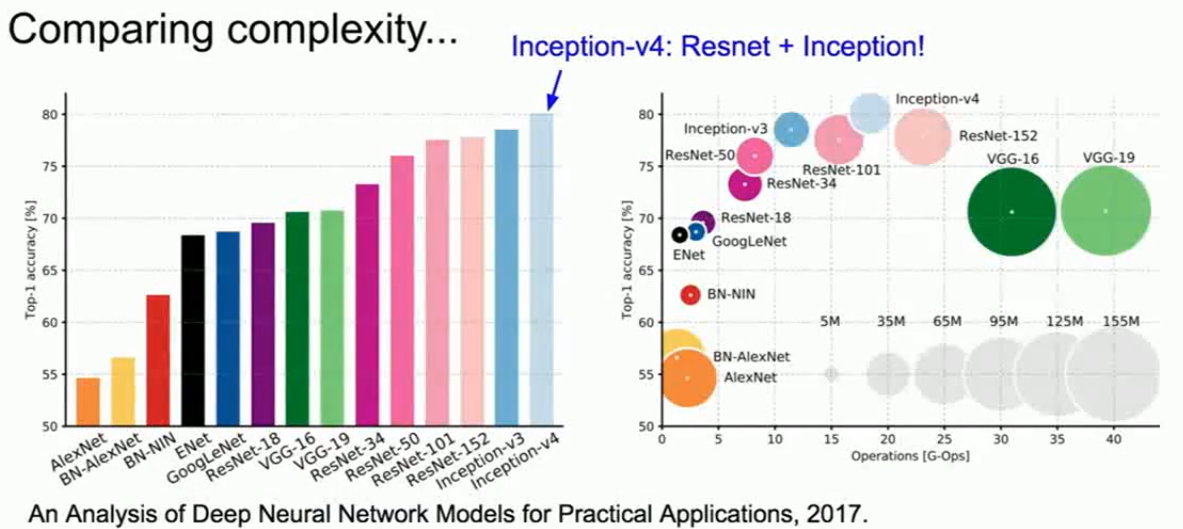 Comparing complexity...
Inception-v4: Resnet + Inception!
Top-1 accuracy [%]
80
75
70
65
60
55
50
AlexNet
BN-AlexNet
BN-NIN
ENet
GoogLeNet
ResNet-18
VGG-16
VGG-19
ResNet-34
ResNet-50
ResNet-101
ResNet-152
Inception-v3
Inception-v4
Top-1 accuracy [%]
80
75
70
65
60
55
50
Inception-v4
Inception-v3
ResNet-152
ResNet-50
VGG-16
VGG-19
ResNet-101
ResNet-34
ResNet-18
GoogLeNet
ENet
BN-NIN
5M 35M 65M 95M 125M 155M
BN-AlexNet
AlexNet
0 5 10 15 20 25 30 35 40
Operations [G-Ops]
An Analysis of Deep Neural Network Models for Practical Applications, 2017.